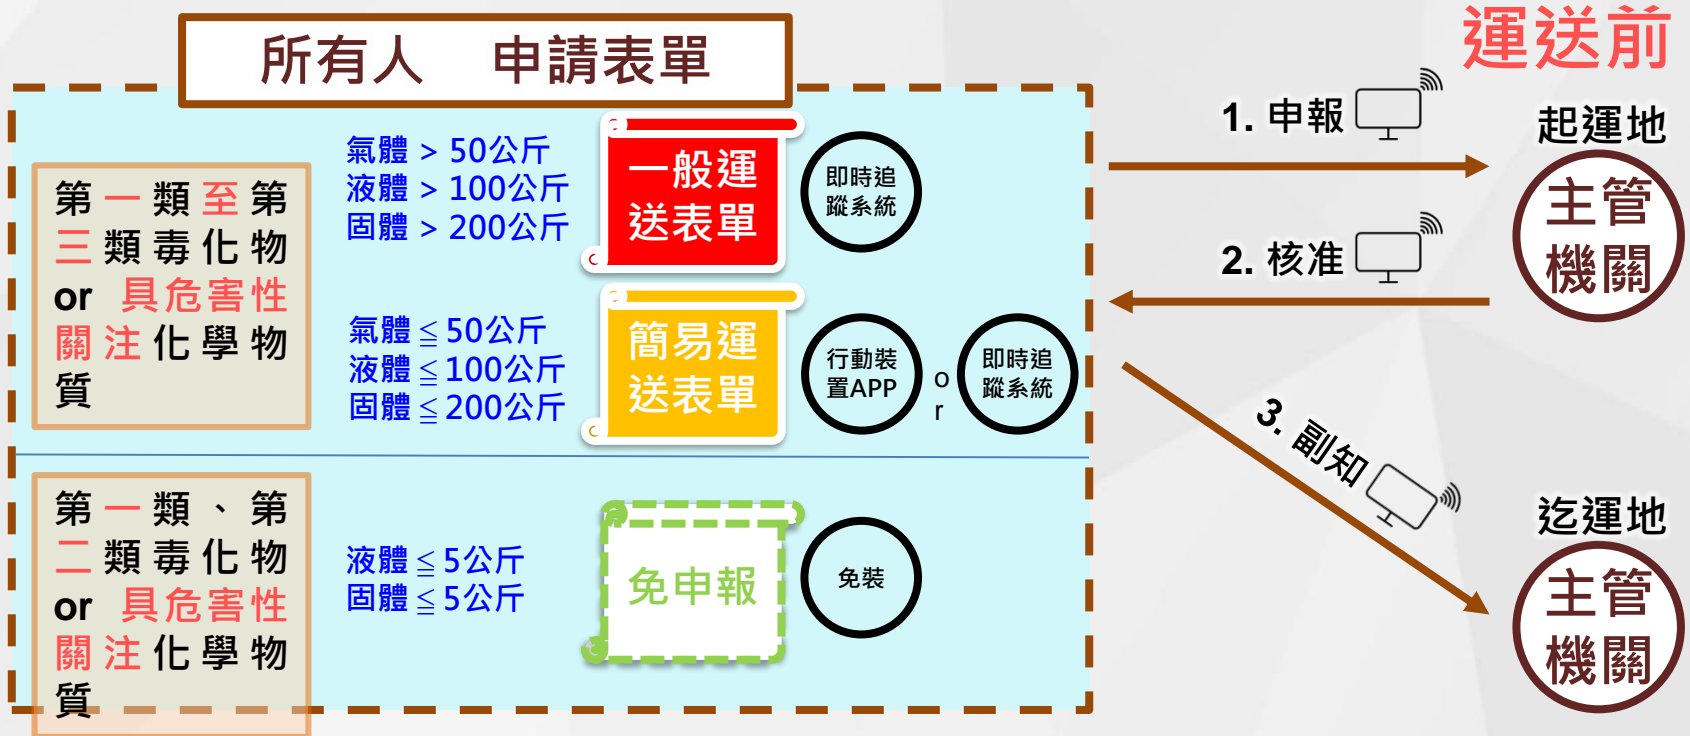 運送前
所有人 申請表單
第一類至第
三類毒化物
or 具危害性
關注化學物
質
氣體 > 50公斤
液體 > 100公斤
固體 > 200公斤
一般運
送表單
即時追
蹤系統
氣體 ≦ 50公斤
液體 ≦ 100公斤
固體 ≦ 200公斤
簡易運
送表單
行動裝
置APP
o
r
即時追
蹤系統
第一類、第
二類毒化物
or 具危害性
關注化學物
質
液體 ≦ 5公斤
固體 ≦ 5公斤
免申報
免裝
1. 申報
2. 核准
3. 副知
起運地
主管
機關
迄運地
主管
機關